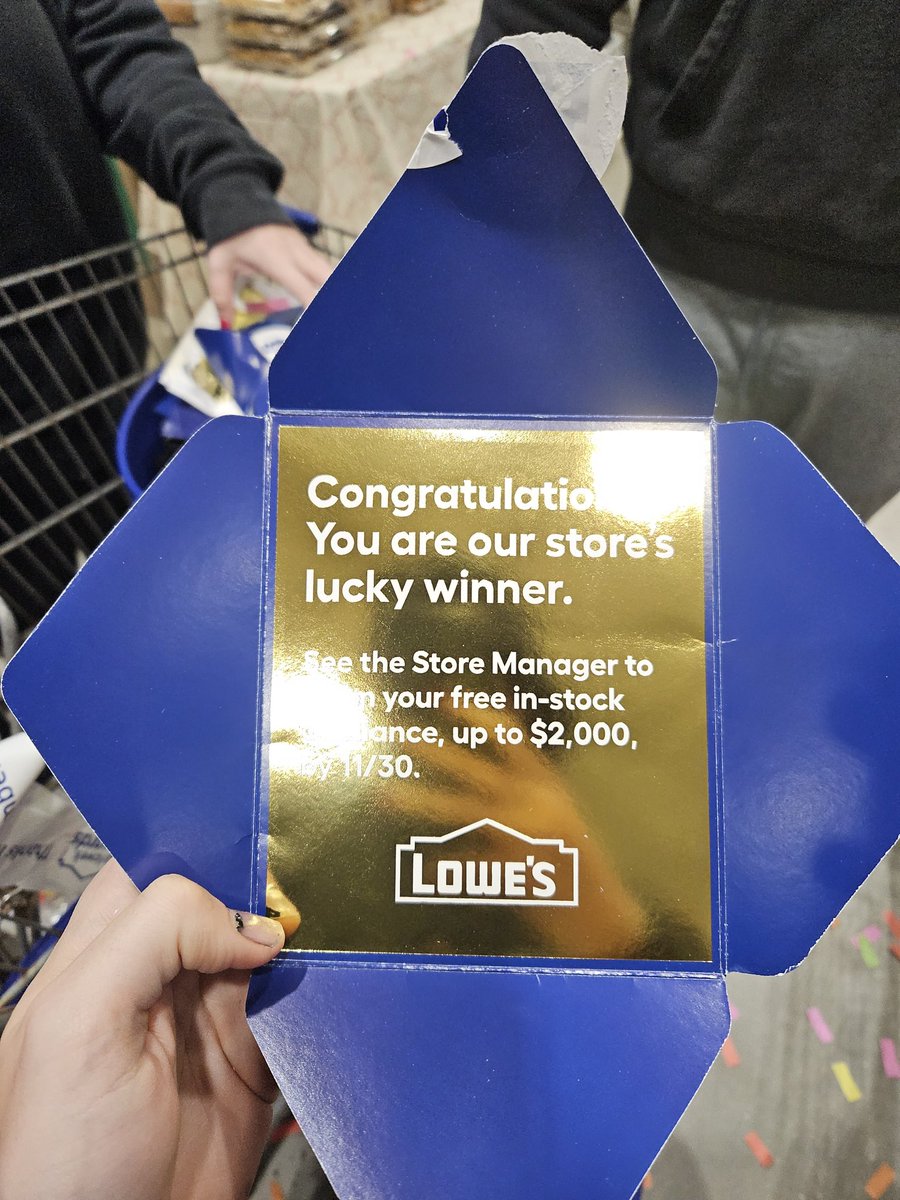 Congratulatio
You are our store's
lucky winner.
See the Store Manager to
your free in-stock
up to $2,000,
by 11/30.
LOWE'S